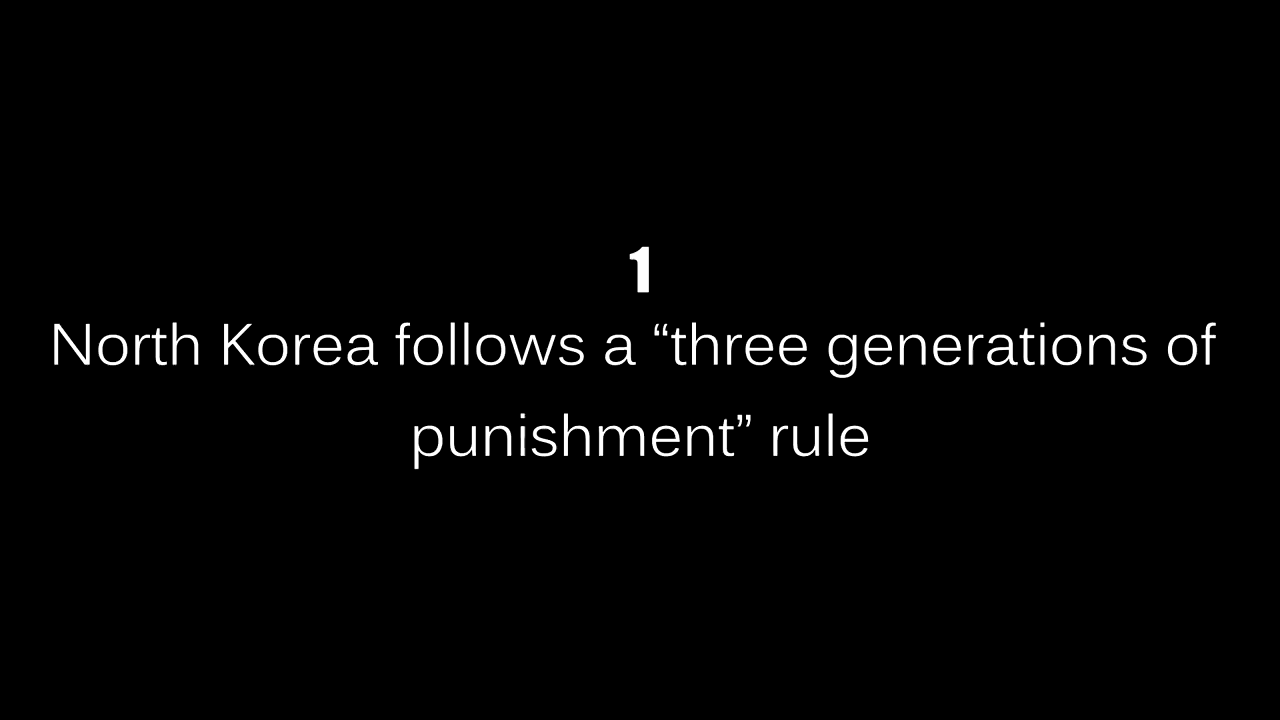 1
North Korea follows a “three generations of
punishment” rule